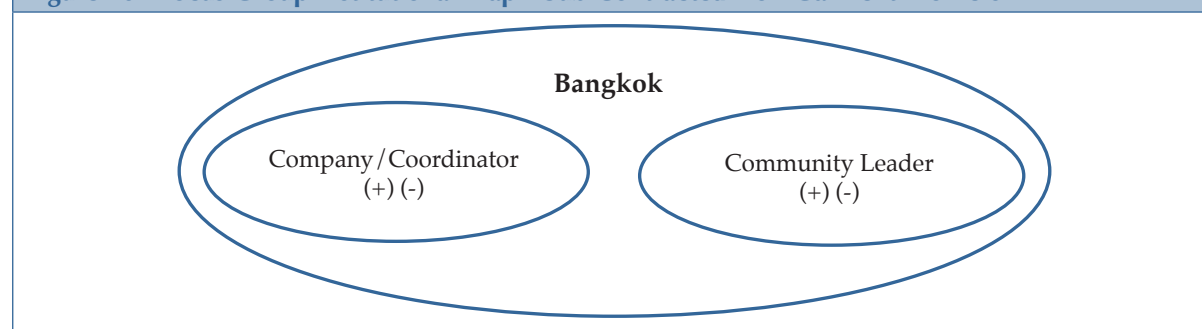 Bangkok
Company/Coordinator
(+) (-)
Community Leader
(+) (-)